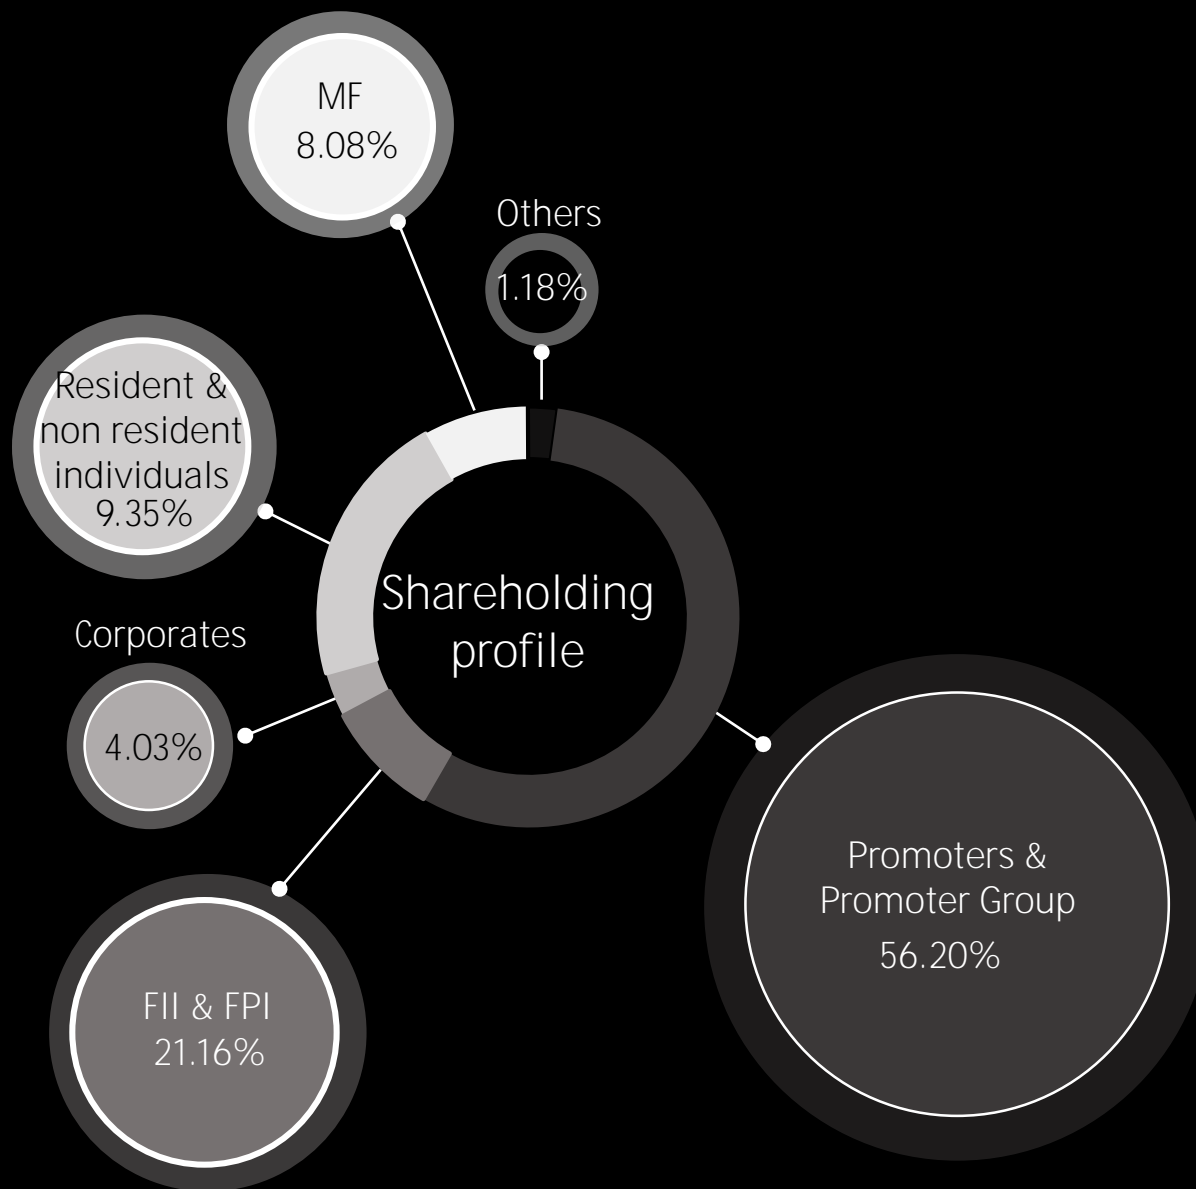 MF
8.08%
Others
1.18%
Resident &
non resident
individuals
9.35%
Shareholding
profile
Corporates
4.03%
Promoters &
Promoter Group
56.20%
FII & FPI
21.16%